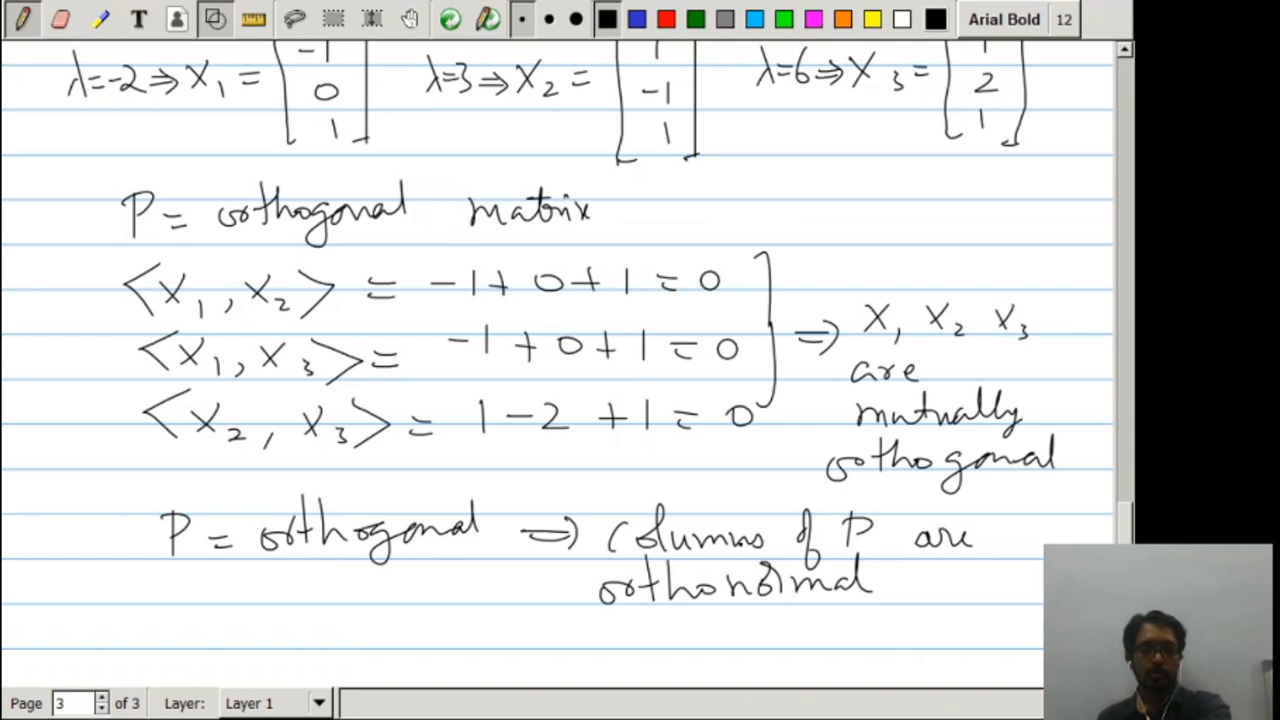 Arial Bold 12
λ=-2⇒X₁ = [-1 0 1] λ=3⇒X₂ = [1 -1 1] λ=6⇒X₃ = [1 2 1]
P = orthogonal matrix
<X₁, X₂> = -1 + 0 + 1 = 0
<X₁, X₃> = -1 + 0 + 1 = 0
<X₂, X₃> = 1 - 2 + 1 = 0
⇒ X₁ X₂ X₃
are
mutually
orthogonal
P = orthogonal ⇒ Columns of P are
orthonormal
Page 3 of 3 Layer: Layer 1